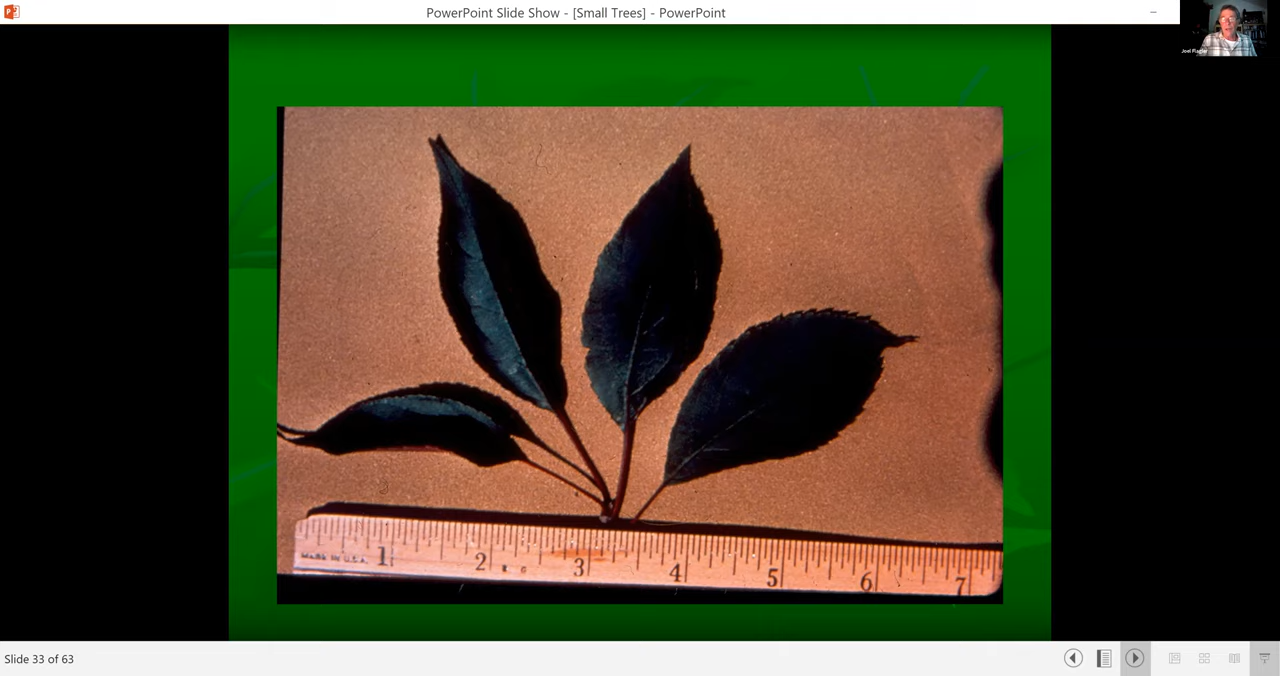 PowerPoint Slide Show - [Small Trees] - PowerPoint
1 2 3 4 5 6 7
Slide 33 of 63